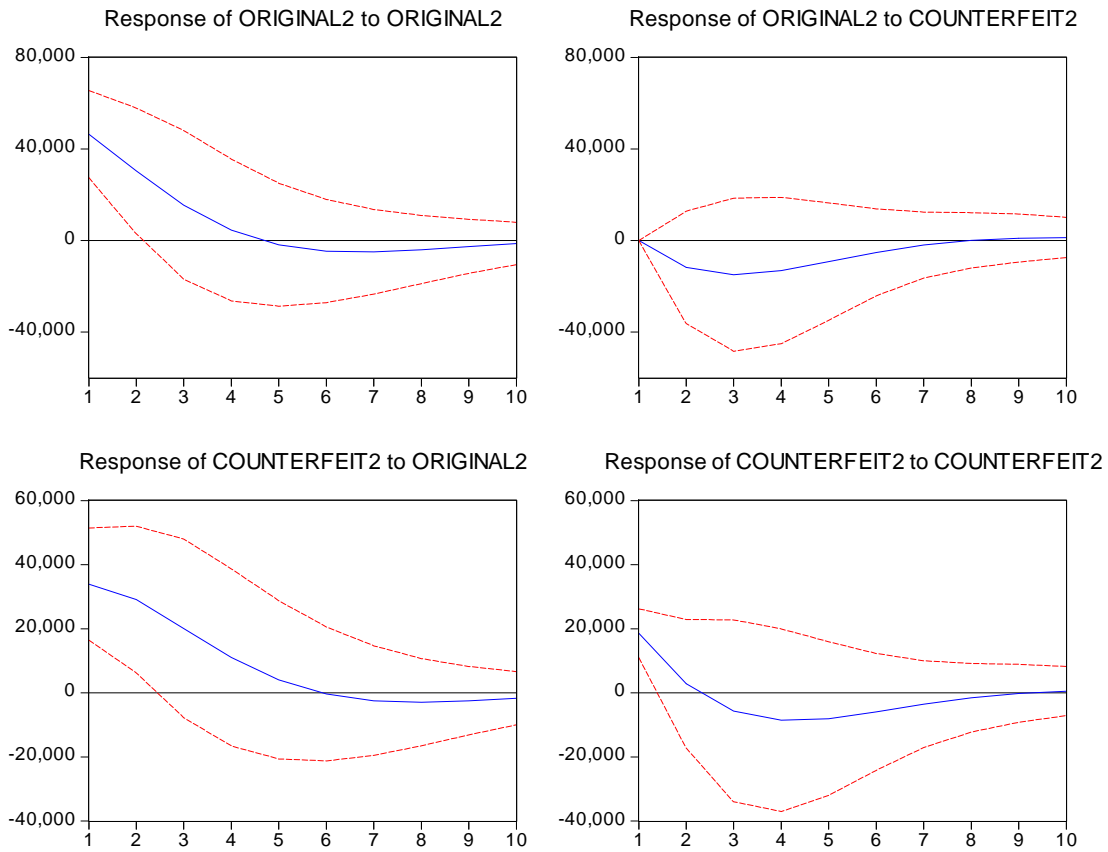 Response of ORIGINAL2 to ORIGINAL2
80,000
40,000
0
-40,000
1 2 3 4 5 6 7 8 9 10
Response of ORIGINAL2 to COUNTERFEIT2
80,000
40,000
0
-40,000
1 2 3 4 5 6 7 8 9 10
Response of COUNTERFEIT2 to ORIGINAL2
60,000
40,000
20,000
0
-20,000
-40,000
1 2 3 4 5 6 7 8 9 10
Response of COUNTERFEIT2 to COUNTERFEIT2
60,000
40,000
20,000
0
-20,000
-40,000
1 2 3 4 5 6 7 8 9 10